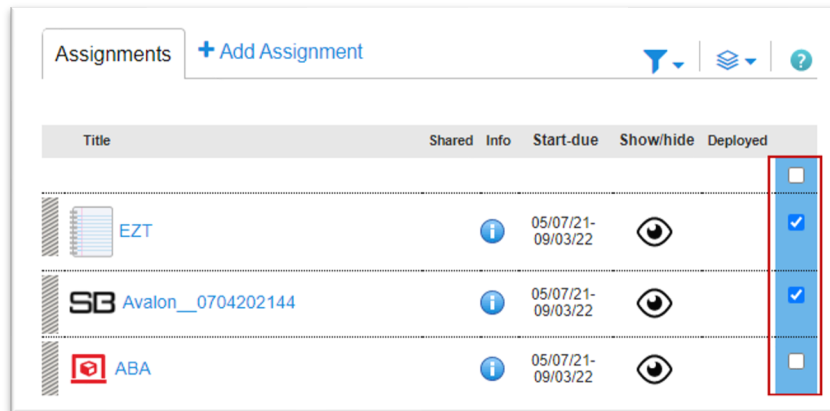 Assignments + Add Assignment ?
Title Shared Info Start-due Show/hide Deployed
EZT i 05/07/21-
09/03/22
SB Avalon__0704202144 i 05/07/21-
09/03/22
ABA i 05/07/21-
09/03/22